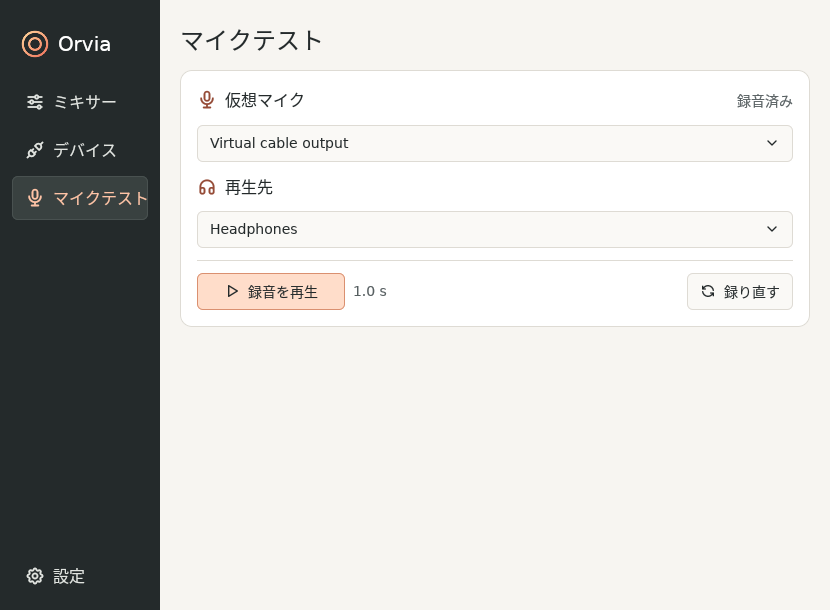 Orvia
ミキサー
デバイス
マイクテスト
設定
マイクテスト
仮想マイク
録音済み
Virtual cable output
再生先
Headphones
録音を再生
1.0 s
録り直す